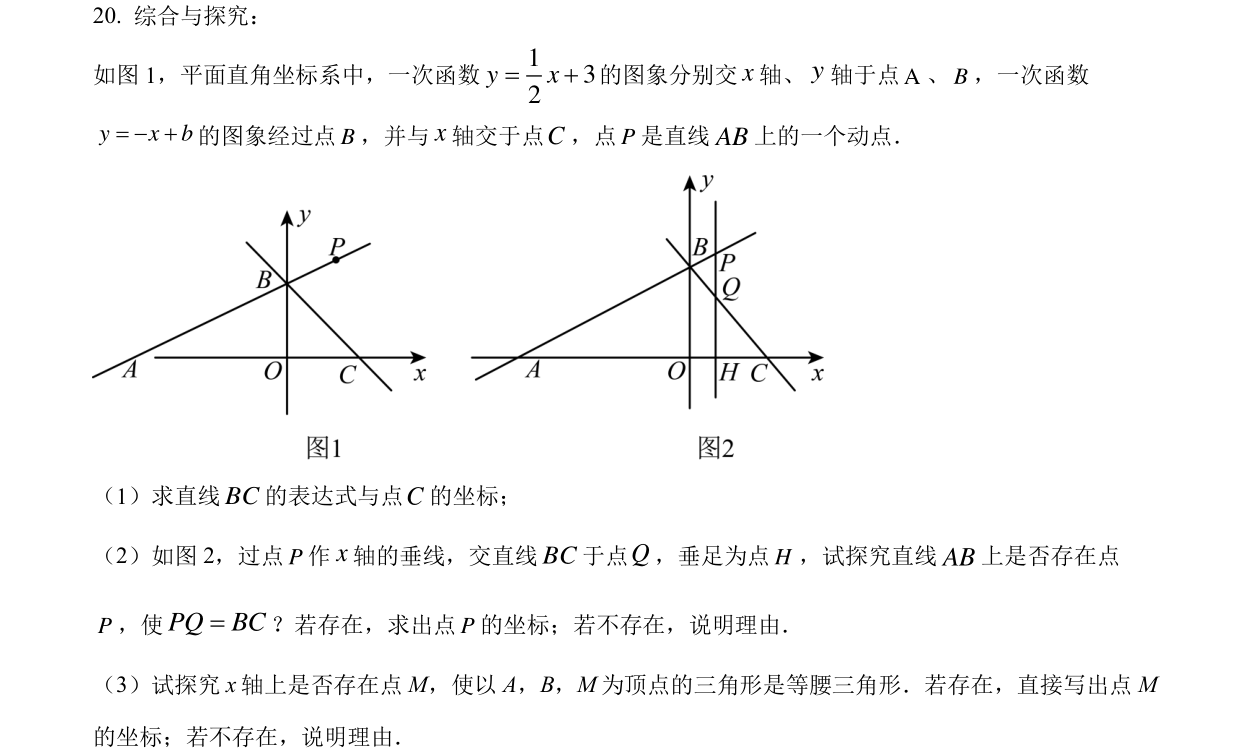 20. 综合与探究：
如图 1，平面直角坐标系中，一次函数 y = 1/2 x + 3 的图象分别交 x 轴、 y 轴于点 A 、 B ，一次函数
y = −x + b 的图象经过点 B ，并与 x 轴交于点 C ，点 P 是直线 AB 上的一个动点．
y
P
B
A
O
C
x
图1
y
B
P
Q
A
O
H
C
x
图2
（1）求直线 BC 的表达式与点 C 的坐标；
（2）如图 2，过点 P 作 x 轴的垂线，交直线 BC 于点 Q ，垂足为点 H ，试探究直线 AB 上是否存在点
P ，使 PQ = BC ？若存在，求出点 P 的坐标；若不存在，说明理由．
（3）试探究 x 轴上是否存在点 M，使以 A，B，M 为顶点的三角形是等腰三角形．若存在，直接写出点 M
的坐标；若不存在，说明理由．